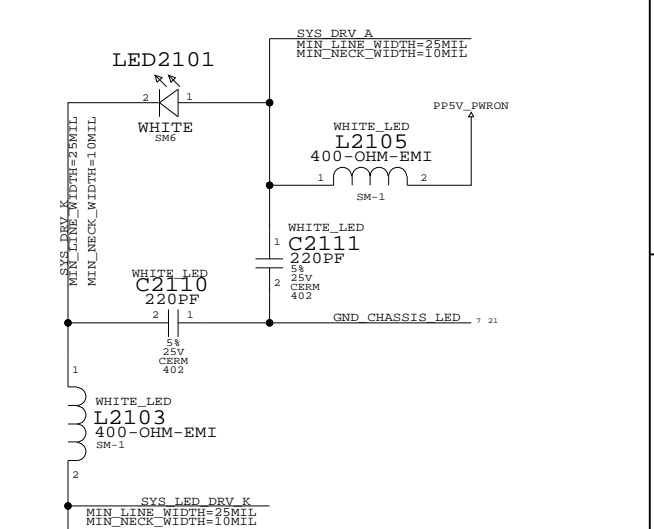 SYS_DRV_A
MIN_LINE_WIDTH=25MIL
MIN_NECK_WIDTH=10MIL
LED2101
2 1
WHITE
SM6
PP5V_PWRON
WHITE_LED
L2105
400-OHM-EMI
1 2
SM-1
SYS_DRV_K
MIN_LINE_WIDTH=25MIL
MIN_NECK_WIDTH=10MIL
WHITE_LED
1
C2111
220PF
5%
25V
2
CERM
402
WHITE_LED
C2110
220PF
2 1
5%
25V
CERM
402
GND_CHASSIS_LED 7 21
1
WHITE_LED
L2103
400-OHM-EMI
SM-1
2
SYS_LED_DRV_K
MIN_LINE_WIDTH=25MIL
MIN_NECK_WIDTH=10MIL